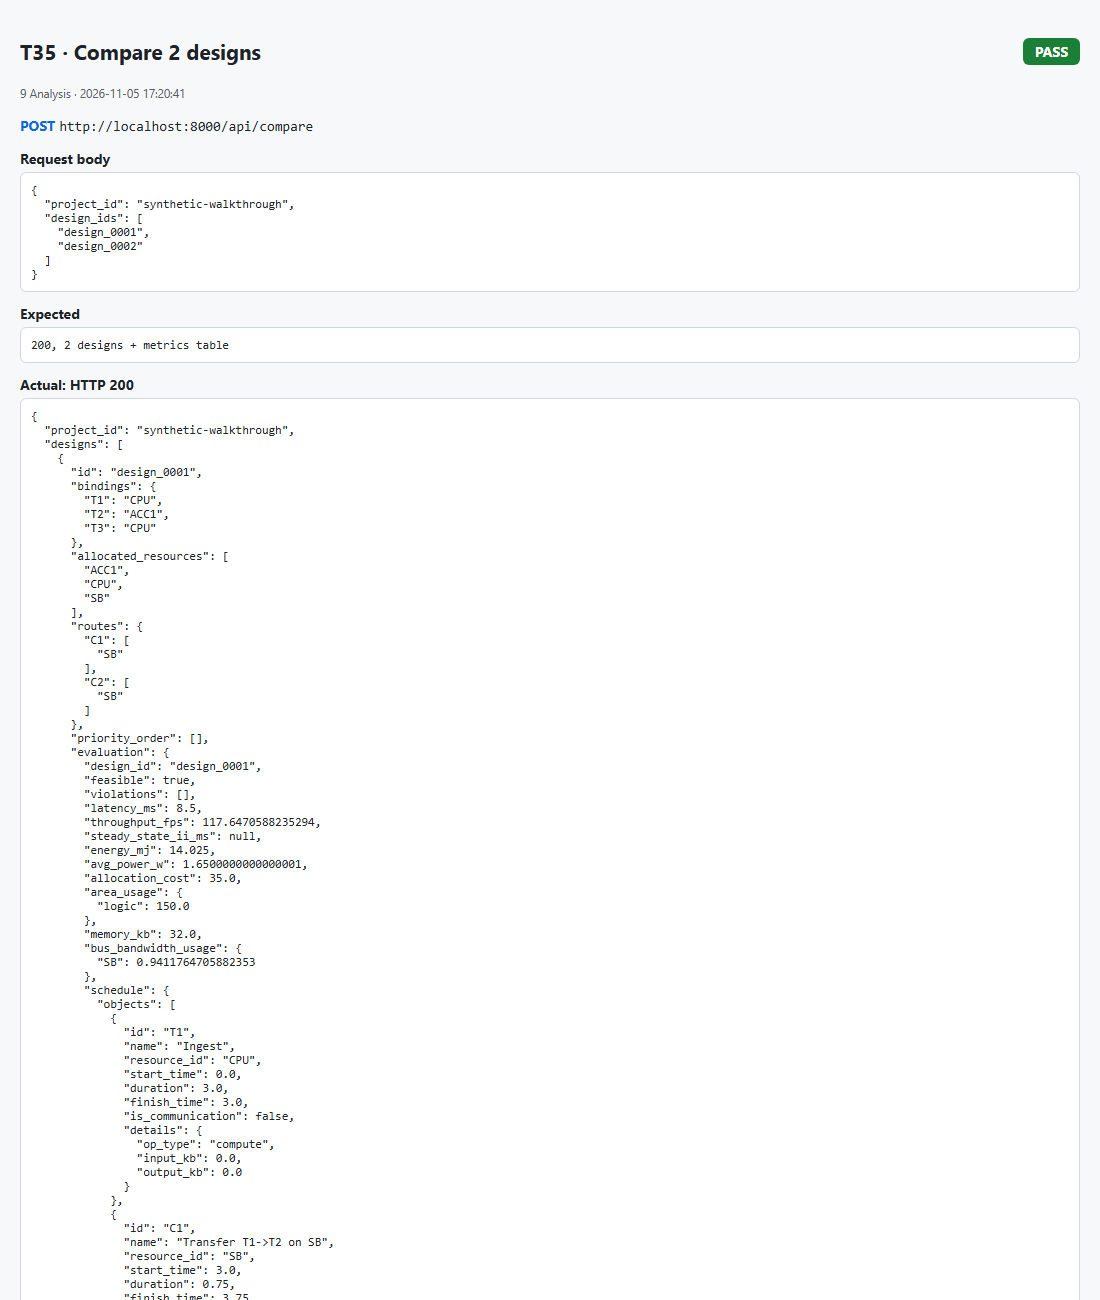 T35 · Compare 2 designs
PASS
9 Analysis · 2026-11-05 17:20:41
POST http://localhost:8000/api/compare
Request body
{
  "project_id": "synthetic-walkthrough",
  "design_ids": [
    "design_0001",
    "design_0002"
  ]
}
Expected
200, 2 designs + metrics table
Actual: HTTP 200
{
  "project_id": "synthetic-walkthrough",
  "designs": [
    {
      "id": "design_0001",
      "bindings": {
        "T1": "CPU",
        "T2": "ACC1",
        "T3": "CPU"
      },
      "allocated_resources": [
        "ACC1",
        "CPU",
        "SB"
      ],
      "routes": {
        "C1": [
          "SB"
        ],
        "C2": [
          "SB"
        ]
      },
      "priority_order": [],
      "evaluation": {
        "design_id": "design_0001",
        "feasible": true,
        "violations": [],
        "latency_ms": 8.5,
        "throughput_fps": 117.6470588235294,
        "steady_state_ii_ms": null,
        "energy_mj": 14.025,
        "avg_power_w": 1.6500000000000001,
        "allocation_cost": 35.0,
        "area_usage": {
          "logic": 150.0
        },
        "memory_kb": 32.0,
        "bus_bandwidth_usage": {
          "SB": 0.9411764705882353
        },
        "schedule": {
          "objects": [
            {
              "id": "T1",
              "name": "Ingest",
              "resource_id": "CPU",
              "start_time": 0.0,
              "duration": 3.0,
              "finish_time": 3.0,
              "is_communication": false,
              "details": {
                "op_type": "compute",
                "input_kb": 0.0,
                "output_kb": 0.0
              }
            },
            {
              "id": "C1",
              "name": "Transfer T1->T2 on SB",
              "resource_id": "SB",
              "start_time": 3.0,
              "duration": 0.75,
              "finish_time": 3.75